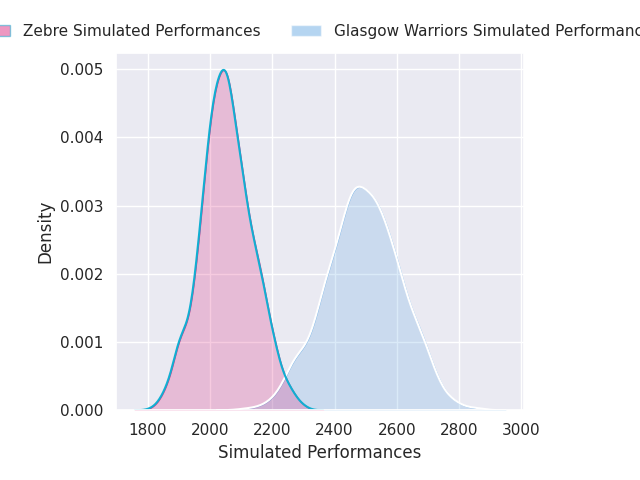 Zebre Simulated Performances Glasgow Warriors Simulated Performanc
0.005
0.004
0.003
0.002
0.001
0.000
Density
1800 2000 2200 2400 2600 2800 3000
Simulated Performances